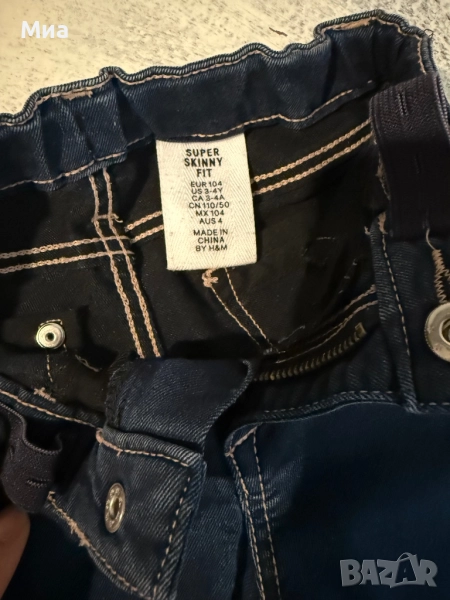 Миа
SUPER
SKINNY
FIT
EUR 104
US 3-4Y
CA 3-4A
CN 110/50
MX 104
AUS 4
MADE IN
CHINA
BY H&M
BAZAR